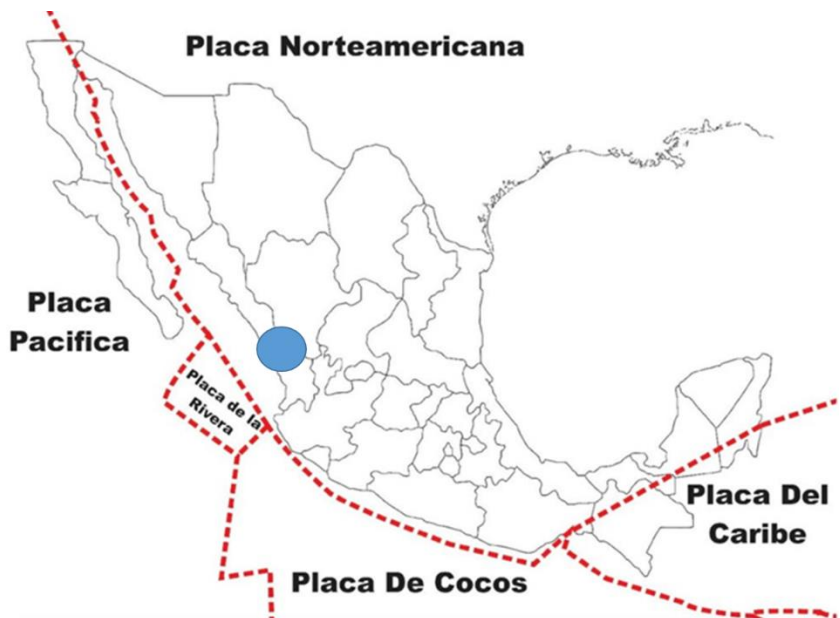 Placa Norteamericana
Placa
Pacifica
Placa de la
Rivera
Placa Del
Caribe
Placa De Cocos